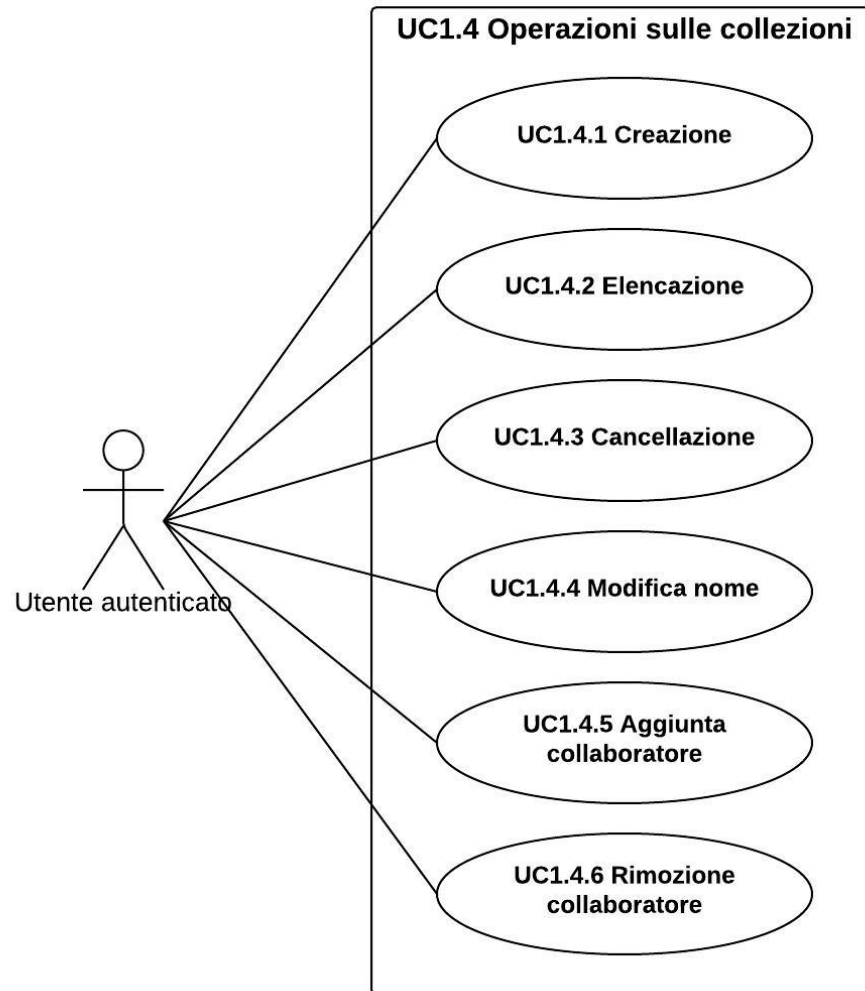 UC1.4 Operazioni sulle collezioni
UC1.4.1 Creazione
UC1.4.2 Elencazione
UC1.4.3 Cancellazione
UC1.4.4 Modifica nome
Utente autenticato
UC1.4.5 Aggiunta
collaboratore
UC1.4.6 Rimozione
collaboratore